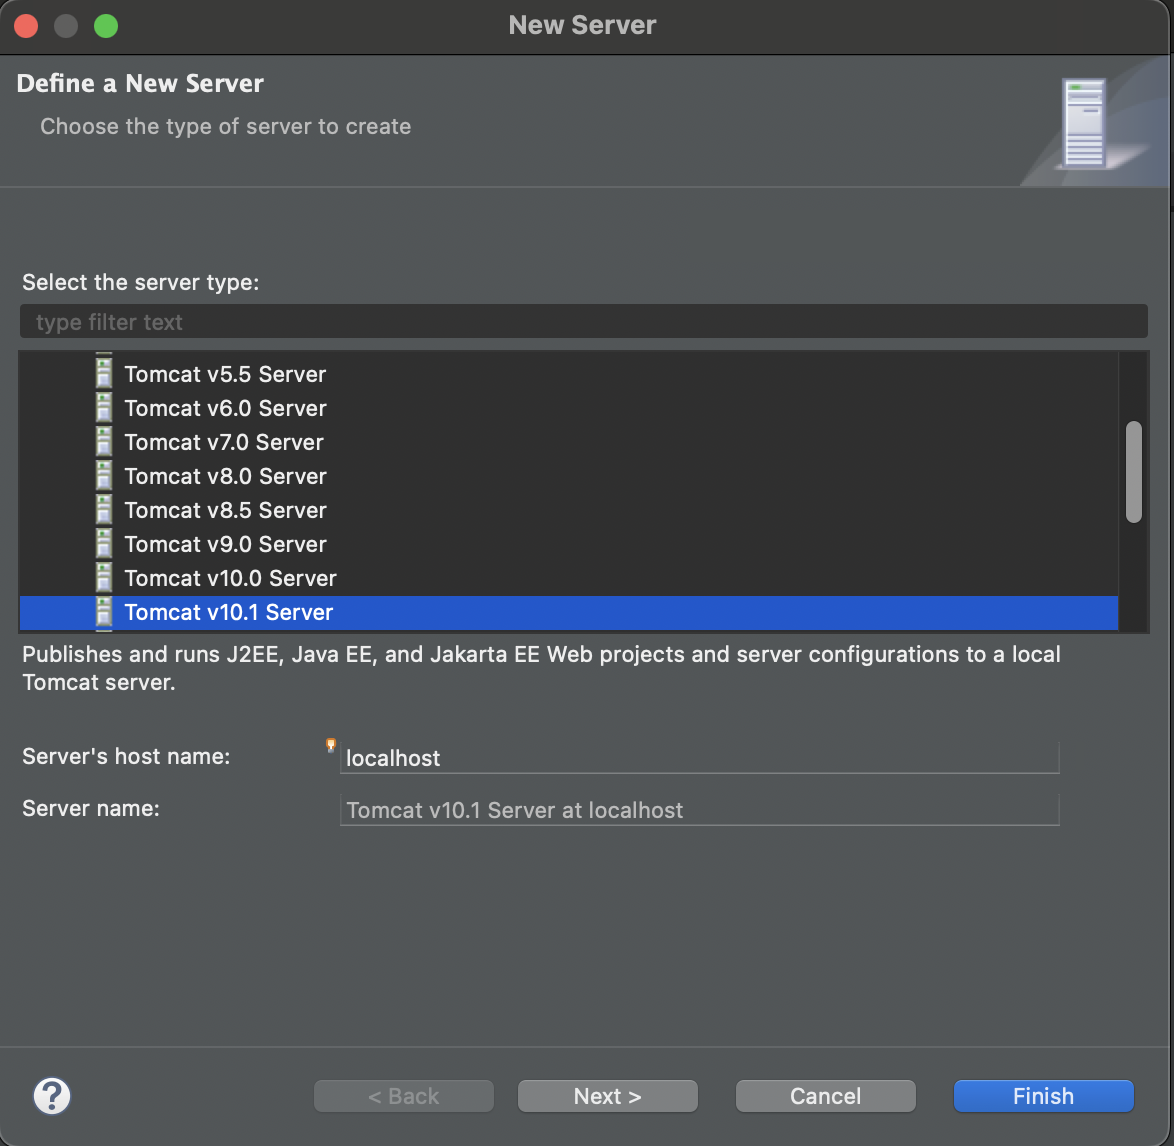 New Server
Define a New Server
Choose the type of server to create
Select the server type:
type filter text
Tomcat v5.5 Server
Tomcat v6.0 Server
Tomcat v7.0 Server
Tomcat v8.0 Server
Tomcat v8.5 Server
Tomcat v9.0 Server
Tomcat v10.0 Server
Tomcat v10.1 Server
Publishes and runs J2EE, Java EE, and Jakarta EE Web projects and server configurations to a local
Tomcat server.
Server's host name: localhost
Server name: Tomcat v10.1 Server at localhost
? < Back Next > Cancel Finish